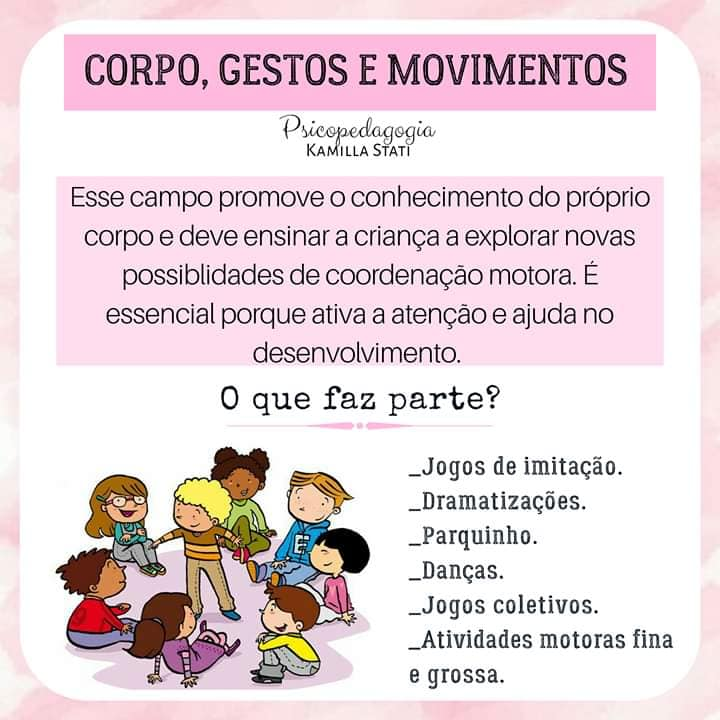 CORPO, GESTOS E MOVIMENTOS
Psicopedagogia
KAMILLA STATI
Esse campo promove o conhecimento do próprio
corpo e deve ensinar a criança a explorar novas
possiblidades de coordenação motora. É
essencial porque ativa a atenção e ajuda no
desenvolvimento.
O que faz parte?
_Jogos de imitação.
_Dramatizações.
_Parquinho.
_Danças.
_Jogos coletivos.
_Atividades motoras fina
e grossa.
E